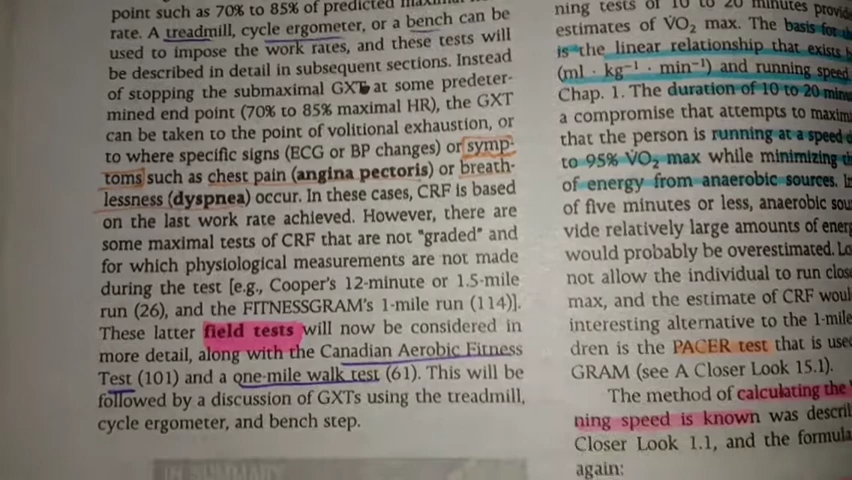 point such as 70% to 85% of predicted maximal
rate. A treadmill, cycle ergometer, or a bench can be
used to impose the work rates, and these tests will
be described in detail in subsequent sections. Instead
of stopping the submaximal GXT at some predeter-
mined end point (70% to 85% maximal HR), the GXT
can be taken to the point of volitional exhaustion, or
to where specific signs (ECG or BP changes) or symp-
toms such as chest pain (angina pectoris) or breath-
lessness (dyspnea) occur. In these cases, CRF is based
on the last work rate achieved. However, there are
some maximal tests of CRF that are not "graded" and
for which physiological measurements are not made
during the test [e.g., Cooper's 12-minute or 1.5-mile
run (26), and the FITNESSGRAM's 1-mile run (114)].
These latter field tests will now be considered in
more detail, along with the Canadian Aerobic Fitness
Test (101) and a one-mile walk test (61). This will be
followed by a discussion of GXTs using the treadmill,
cycle ergometer, and bench step.
IN SUMMARY
ning tests of 10 to 20 minutes provid
estimates of V̇O₂ max. The basis for
is the linear relationship that exists b
(ml · kg⁻¹ · min⁻¹) and running speed
Chap. 1. The duration of 10 to 20 minu
a compromise that attempts to maxim
that the person is running at a speed
to 95% V̇O₂ max while minimizing
of energy from anaerobic sources. In
of five minutes or less, anaerobic sou
vide relatively large amounts of energ
would probably be overestimated. Lo
not allow the individual to run close
max, and the estimate of CRF woul
interesting alternative to the 1-mile
dren is the PACER test that is used
GRAM (see A Closer Look 15.1).
The method of calculating the
ning speed is known was descri
Closer Look 1.1, and the formula
again: